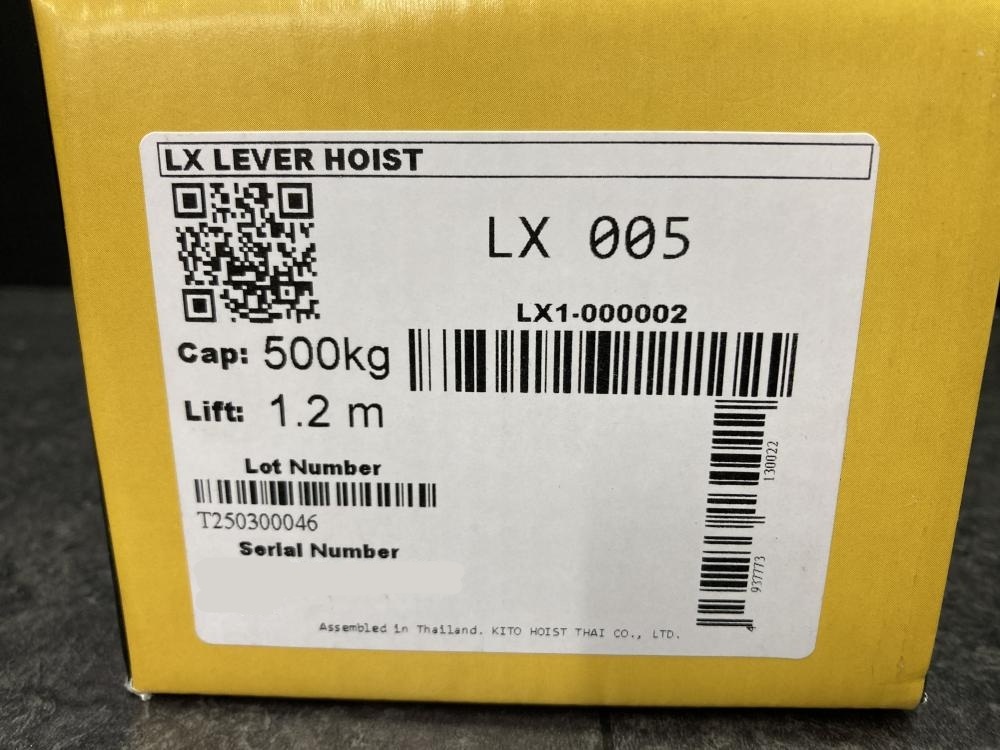 LX LEVER HOIST
LX 005
LX1-000002
Cap: 500kg
Lift: 1.2 m
Lot Number
T250300046
Serial Number
4 937773 130022
Assembled in Thailand. KITO HOIST THAI CO., LTD.